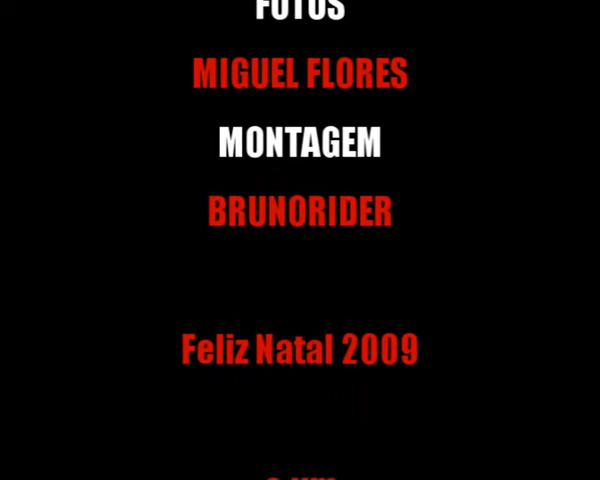 FOTOS
MIGUEL FLORES
MONTAGEM
BRUNORIDER
Feliz Natal 2009